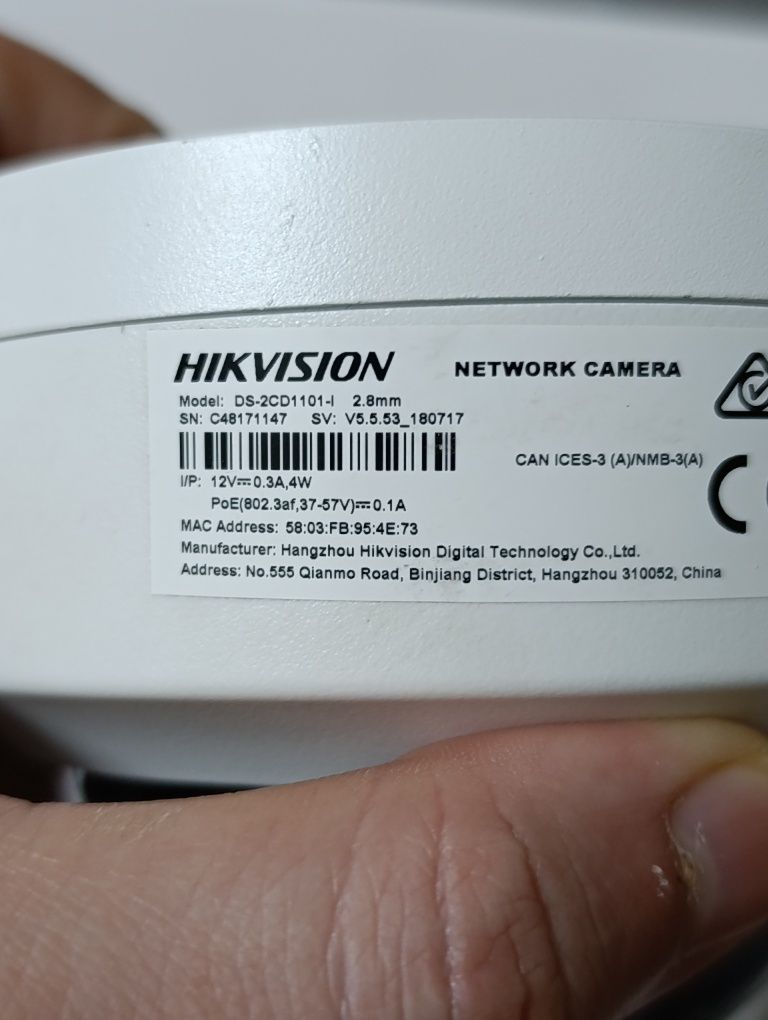 HIKVISION
NETWORK CAMERA
Model: DS-2CD1101-I 2.8mm
SN: C48171147 SV: V5.5.53_180717
CAN ICES-3 (A)/NMB-3(A)
I/P: 12V⎓0.3A,4W
PoE(802.3af,37-57V)⎓0.1A
MAC Address: 58:03:FB:95:4E:73
Manufacturer: Hangzhou Hikvision Digital Technology Co.,Ltd.
Address: No.555 Qianmo Road, Binjiang District, Hangzhou 310052, China